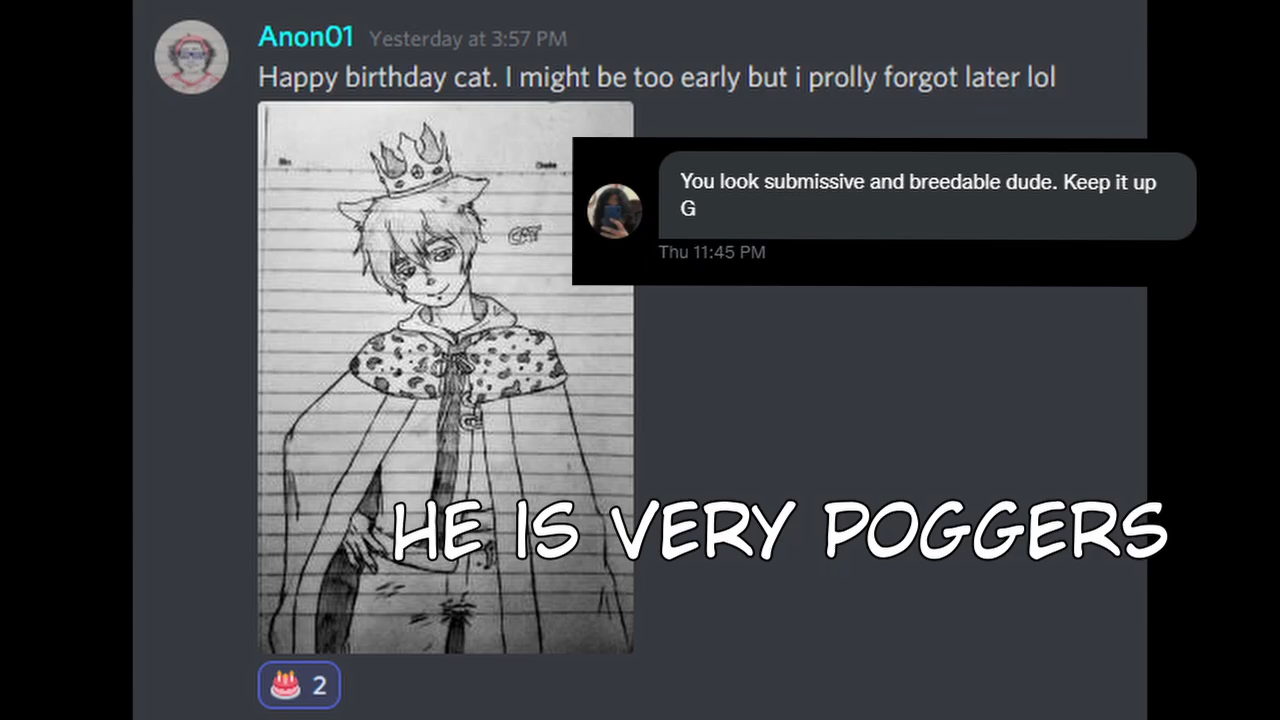 Anon01 Yesterday at 3:57 PM
Happy birthday cat. I might be too early but i prolly forgot later lol
CAT
You look submissive and breedable dude. Keep it up
G
Thu 11:45 PM
HE IS VERY POGGERS
2